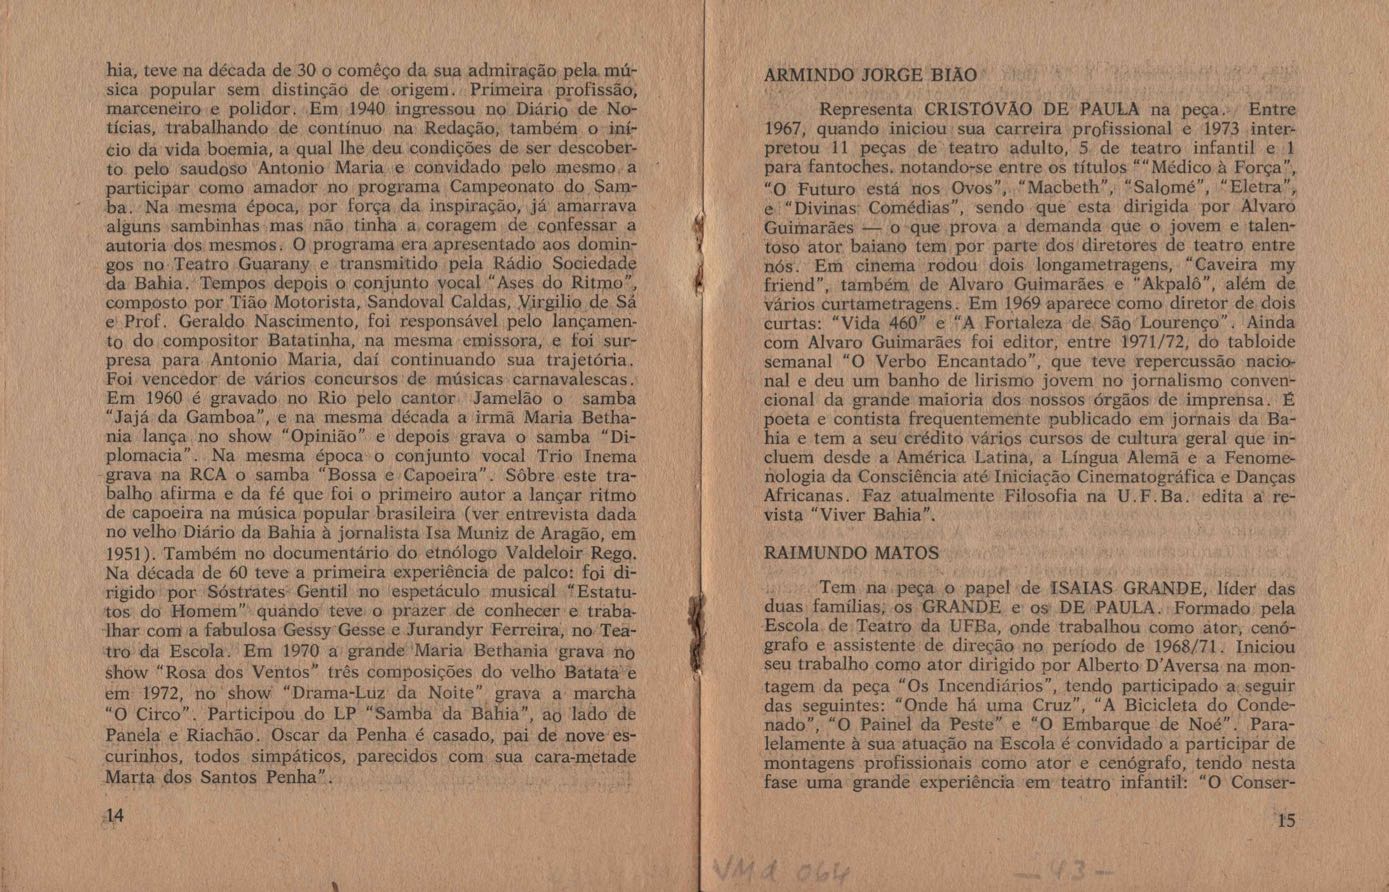 hia, teve na década de 30 o comêço da sua admiração pela mú-
sica popular sem distinção de origem. Primeira profissão,
marceneiro e polidor. Em 1940 ingressou no Diário de No-
tícias, trabalhando de contínuo na Redação, também o iní-
cio da vida boemia, a qual lhe deu condições de ser descober-
to pelo saudoso Antonio Maria e convidado pelo mesmo a
participar como amador no programa Campeonato do Sam-
ba. Na mesma época, por força da inspiração, já amarrava
alguns sambinhas mas não tinha a coragem de confessar a
autoria dos mesmos. O programa era apresentado aos domin-
gos no Teatro Guarany e transmitido pela Rádio Sociedade
da Bahia. Tempos depois o conjunto vocal "Ases do Ritmo",
composto por Tião Motorista, Sandoval Caldas, Virgilio de Sá
e Prof. Geraldo Nascimento, foi responsável pelo lançamen-
to do compositor Batatinha, na mesma emissora, e foi sur-
presa para Antonio Maria, daí continuando sua trajetória.
Foi vencedor de vários concursos de músicas carnavalescas.
Em 1960 é gravado no Rio pelo cantor Jamelão o samba
"Jajá da Gamboa", e na mesma década a irmã Maria Betha-
nia lança no show "Opinião" e depois grava o samba "Di-
plomacia". Na mesma época o conjunto vocal Trio Inema
grava na RCA o samba "Bossa e Capoeira". Sôbre este tra-
balho afirma e da fé que foi o primeiro autor a lançar ritmo
de capoeira na música popular brasileira (ver entrevista dada
no velho Diário da Bahia à jornalista Isa Muniz de Aragão, em
1951). Também no documentário do etnólogo Valdeloir Rego.
Na década de 60 teve a primeira experiência de palco: foi di-
rigido por Sóstrates Gentil no espetáculo musical "Estatu-
tos do Homem" quando teve o prazer de conhecer e traba-
lhar com a fabulosa Gessy Gesse e Jurandyr Ferreira, no Tea-
tro da Escola. Em 1970 a grande Maria Bethania grava no
show "Rosa dos Ventos" três composições do velho Batata e
em 1972, no show "Drama-Luz da Noite" grava a marcha
"O Circo". Participou do LP "Samba da Bahia", ao lado de
Panela e Riachão. Oscar da Penha é casado, pai de nove es-
curinhos, todos simpáticos, parecidos com sua cara-metade
Marta dos Santos Penha".
14
ARMINDO JORGE BIÃO
Representa CRISTÓVÃO DE PAULA na peça. Entre
1967, quando iniciou sua carreira profissional e 1973 inter-
pretou 11 peças de teatro adulto, 5 de teatro infantil e 1
para fantoches, notando-se entre os títulos ""Médico à Força",
"O Futuro está nos Ovos", "Macbeth", "Salomé", "Eletra",
e "Divinas Comédias", sendo que esta dirigida por Alvaro
Guimarães — o que prova a demanda que o jovem e talen-
toso ator baiano tem por parte dos diretores de teatro entre
nós. Em cinema rodou dois longametragens, "Caveira my
friend", também de Alvaro Guimarães e "Akpalô", além de
vários curtametragens. Em 1969 aparece como diretor de dois
curtas: "Vida 460" e "A Fortaleza de São Lourenço". Ainda
com Alvaro Guimarães foi editor, entre 1971/72, do tabloide
semanal "O Verbo Encantado", que teve repercussão nacio-
nal e deu um banho de lirismo jovem no jornalismo conven-
cional da grande maioria dos nossos órgãos de imprensa. É
poeta e contista frequentemente publicado em jornais da Ba-
hia e tem a seu crédito vários cursos de cultura geral que in-
cluem desde a América Latina, a Língua Alemã e a Fenome-
nologia da Consciência até Iniciação Cinematográfica e Danças
Africanas. Faz atualmente Filosofia na U.F.Ba. edita a re-
vista "Viver Bahia".
RAIMUNDO MATOS
Tem na peça o papel de ISAIAS GRANDE, líder das
duas famílias, os GRANDE e os DE PAULA. Formado pela
Escola de Teatro da UFBa, onde trabalhou como ator, cenó-
grafo e assistente de direção no período de 1968/71. Iniciou
seu trabalho como ator dirigido por Alberto D'Aversa na mon-
tagem da peça "Os Incendiários", tendo participado a seguir
das seguintes: "Onde há uma Cruz", "A Bicicleta do Conde-
nado", "O Painel da Peste" e "O Embarque de Noé". Para-
lelamente à sua atuação na Escola é convidado a participar de
montagens profissionais como ator e cenógrafo, tendo nesta
fase uma grande experiência em teatro infantil: "O Conser-
15
VMd 064 — 43 —